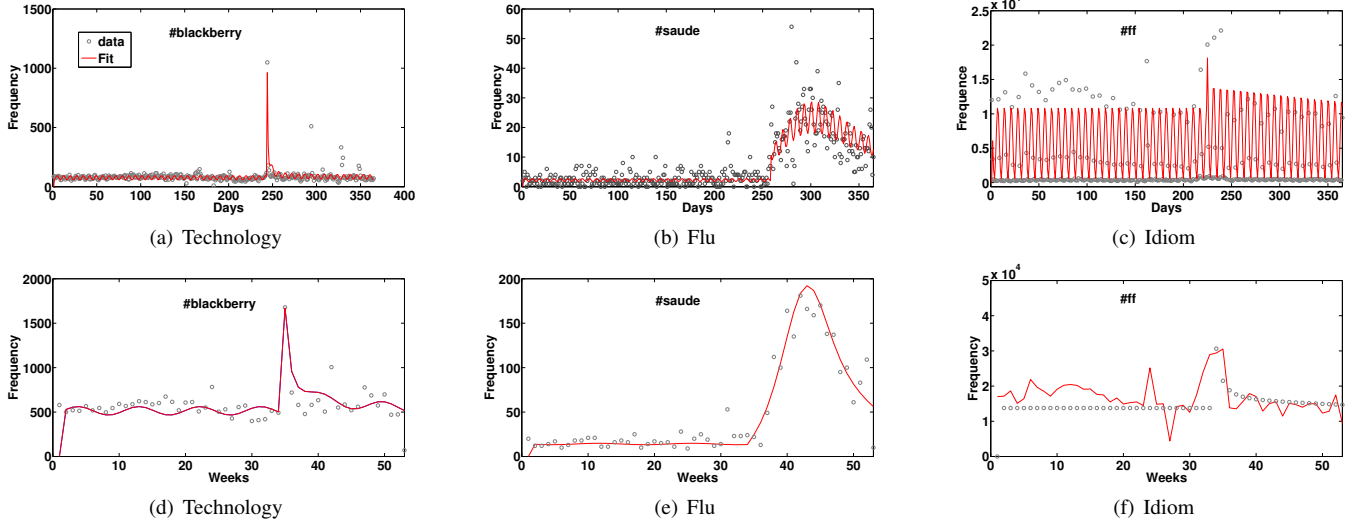 1500
1000
500
0
Frequency
#blackberry
data
Fit
0 50 100 150 200 250 300 350 400
Days
(a) Technology
60
50
40
30
20
10
0
Frequency
#saude
0 50 100 150 200 250 300 350
Days
(b) Flu
2.5
2
1.5
1
0.5
0
Frequence
#ff
0 50 100 150 200 250 300 350
Days
(c) Idiom
2000
1500
1000
500
0
Frequency
#blackberry
0 10 20 30 40 50
Weeks
(d) Technology
200
150
100
50
0
Frequency
#saude
0 10 20 30 40 50
Weeks
(e) Flu
x 10^4
5
4
3
2
1
0
Frequency
#ff
0 10 20 30 40 50
Weeks
(f) Idiom